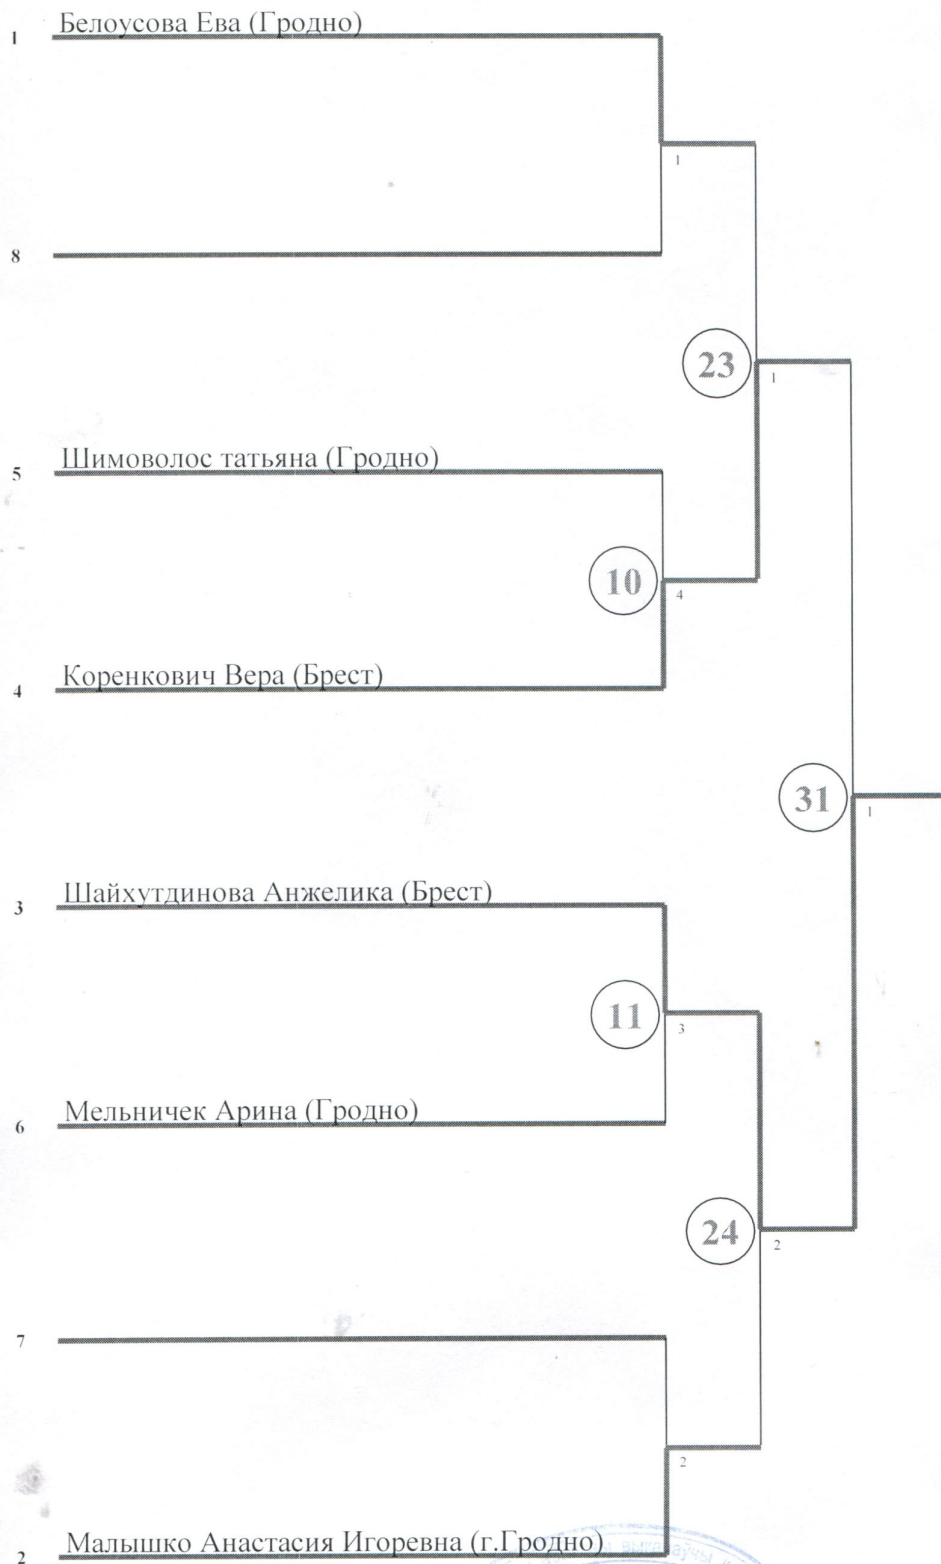 1 Белоусова Ева (Гродно)
1
8
23
1
5 Шимоволос татьяна (Гродно)
10
4
4 Коренкович Вера (Брест)
31
1
3 Шайхутдинова Анжелика (Брест)
11
3
6 Мельничек Арина (Гродно)
24
2
7
2
2 Малышко Анастасия Игоревна (г.Гродно)